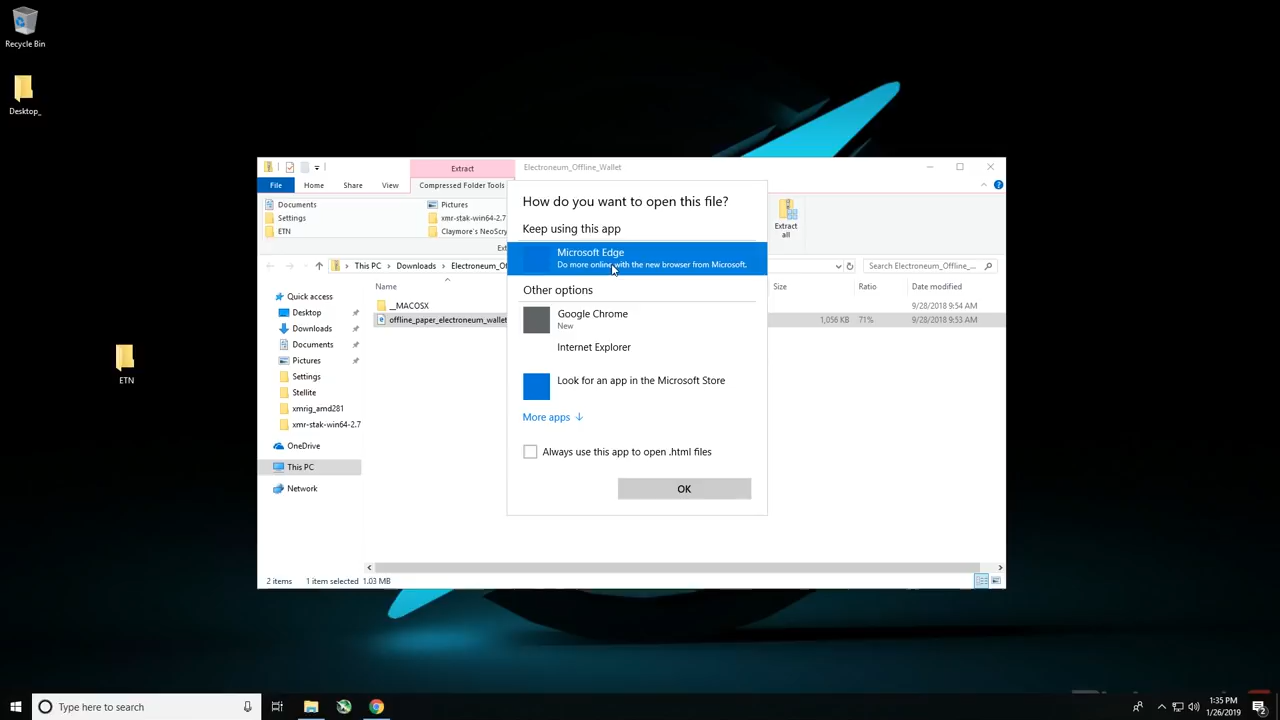 Recycle Bin
Desktop_
ETN
Extract
Electroneum_Offline_Wallet
File
Home
Share
View
Compressed Folder Tools
Documents
Pictures
Settings
xmr-stak-win64-2.7
ETN
Claymore's NeoScry
Extract
all
This PC
Downloads
Electroneum_Of
Search Electroneum_Offline_...
Name
Size
Ratio
Date modified
__MACOSX
9/28/2018 9:54 AM
offline_paper_electroneum_wallet
1,056 KB
71%
9/28/2018 9:53 AM
Quick access
Desktop
Downloads
Documents
Pictures
Settings
Stellite
xmrig_amd281
xmr-stak-win64-2.7
OneDrive
This PC
Network
2 items
1 item selected 1.03 MB
How do you want to open this file?
Keep using this app
Microsoft Edge
Do more online with the new browser from Microsoft.
Other options
Google Chrome
New
Internet Explorer
Look for an app in the Microsoft Store
More apps
Always use this app to open .html files
OK
Type here to search
1:35 PM
1/26/2019
2